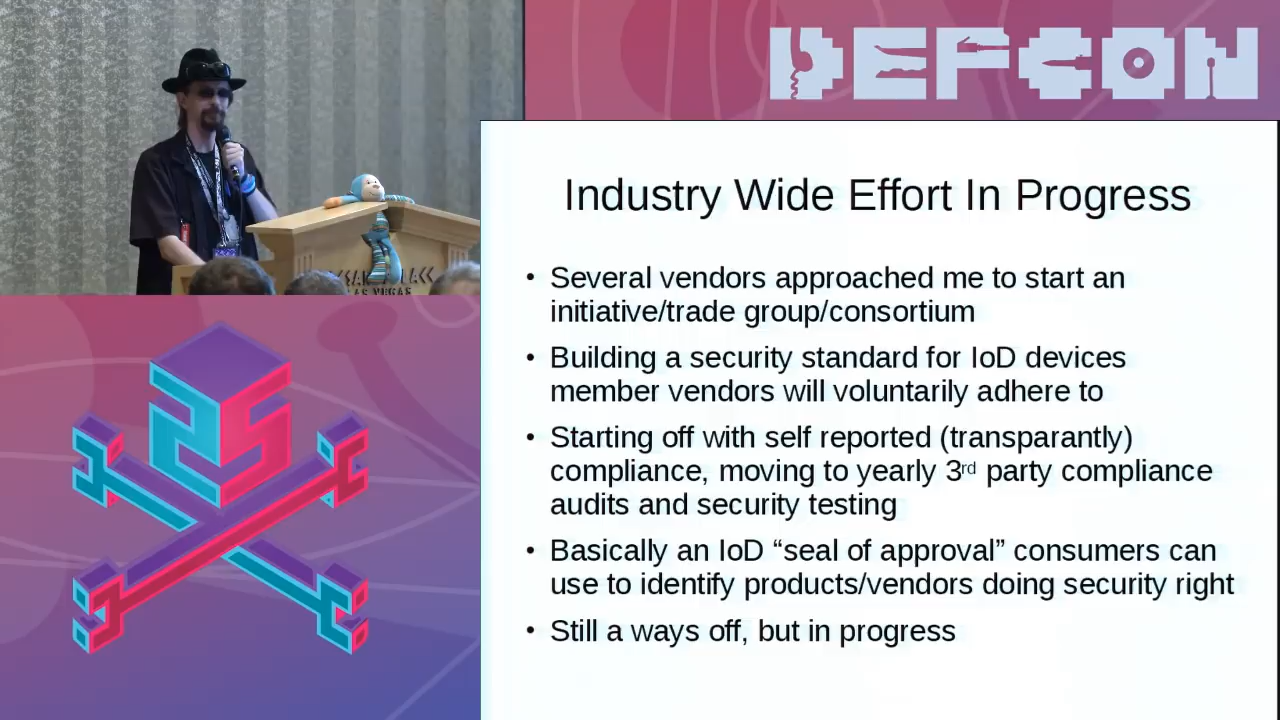 DEFCON
Industry Wide Effort In Progress
• Several vendors approached me to start an
initiative/trade group/consortium
• Building a security standard for IoD devices
member vendors will voluntarily adhere to
• Starting off with self reported (transparantly)
compliance, moving to yearly 3rd party compliance
audits and security testing
• Basically an IoD “seal of approval” consumers can
use to identify products/vendors doing security right
• Still a ways off, but in progress
LAS VEGAS